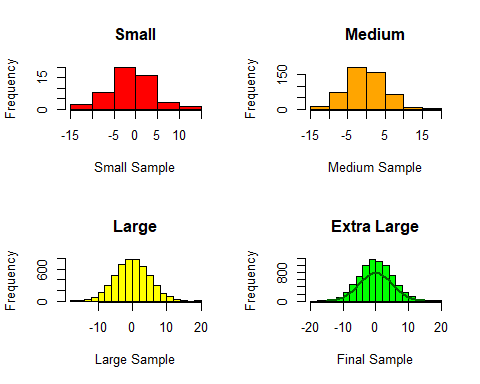 Small
Frequency
15
0
-15 -5 0 5 10
Small Sample
Medium
Frequency
150
0
-15 -5 5 15
Medium Sample
Large
Frequency
600
0
-10 0 10 20
Large Sample
Extra Large
Frequency
800
0
-20 -10 0 10 20
Final Sample